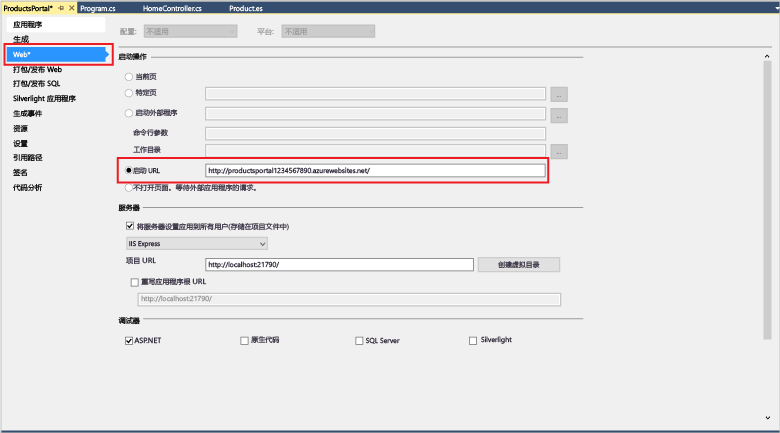 ProductsPortal* Program.cs HomeController.cs Product.es
应用程序
生成
Web*
打包/发布 Web
打包/发布 SQL
Silverlight 应用程序
生成事件
资源
设置
引用路径
签名
代码分析
配置: 不适用 平台: 不适用
启动操作
当前页
特定页 ...
启动外部程序 ...
命令行参数
工作目录 ...
启动 URL http://productsportal1234567890.azurewebsites.net/
不打开页面。等待外部应用程序的请求。
服务器
将服务器设置应用到所有用户(存储在项目文件中)
IIS Express
项目 URL http://localhost:21790/ 创建虚拟目录
重写应用程序根 URL
http://localhost:21790/
调试器
ASP.NET 原生代码 SQL Server Silverlight